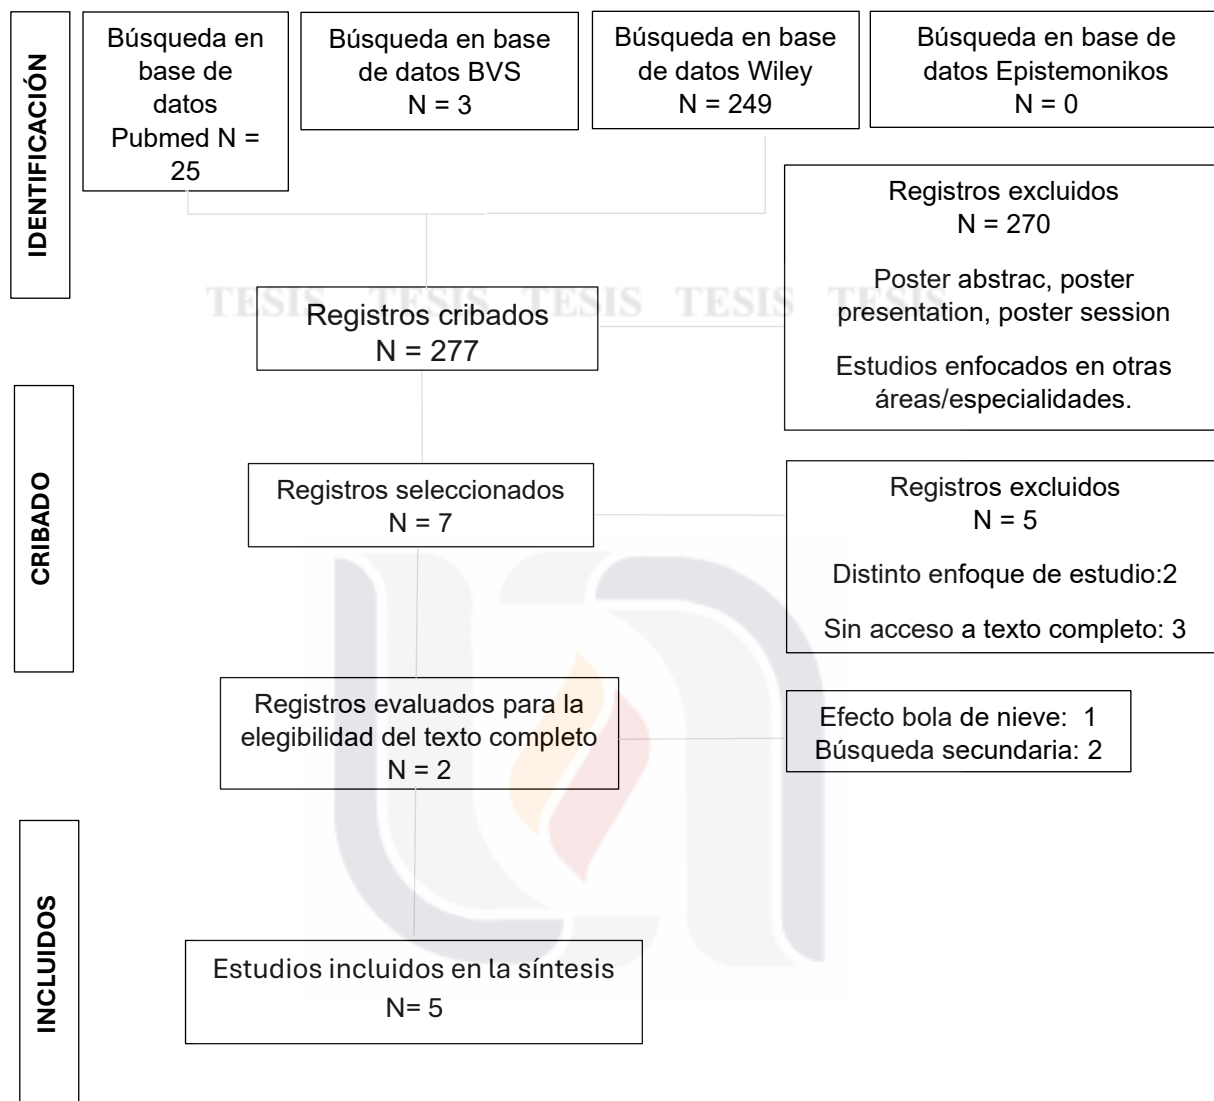 IDENTIFICACIÓN
Búsqueda en
base de
datos
Pubmed N =
25
Búsqueda en base
de datos BVS
N = 3
Búsqueda en base
de datos Wiley
N = 249
Búsqueda en base de
datos Epistemonikos
N = 0
Registros excluidos
N = 270
Poster abstrac, poster
presentation, poster session
Estudios enfocados en otras
áreas/especialidades.
TESIS TESIS TESIS TESIS TESIS
Registros cribados
N = 277
CRIBADO
Registros seleccionados
N = 7
Registros excluidos
N = 5
Distinto enfoque de estudio:2
Sin acceso a texto completo: 3
Registros evaluados para la
elegibilidad del texto completo
N = 2
Efecto bola de nieve: 1
Búsqueda secundaria: 2
INCLUIDOS
Estudios incluidos en la síntesis
N= 5